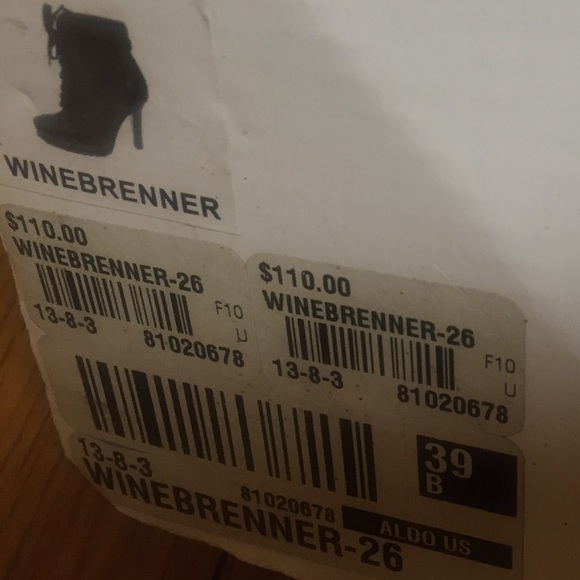 WINEBRENNER
$110.00
WINEBRENNER-26
F10
U
13-8-3
81020678
$110.00
WINEBRENNER-26
F10
U
13-8-3
81020678
39
B
13-8-3
81020678
ALDO US
WINEBRENNER-26